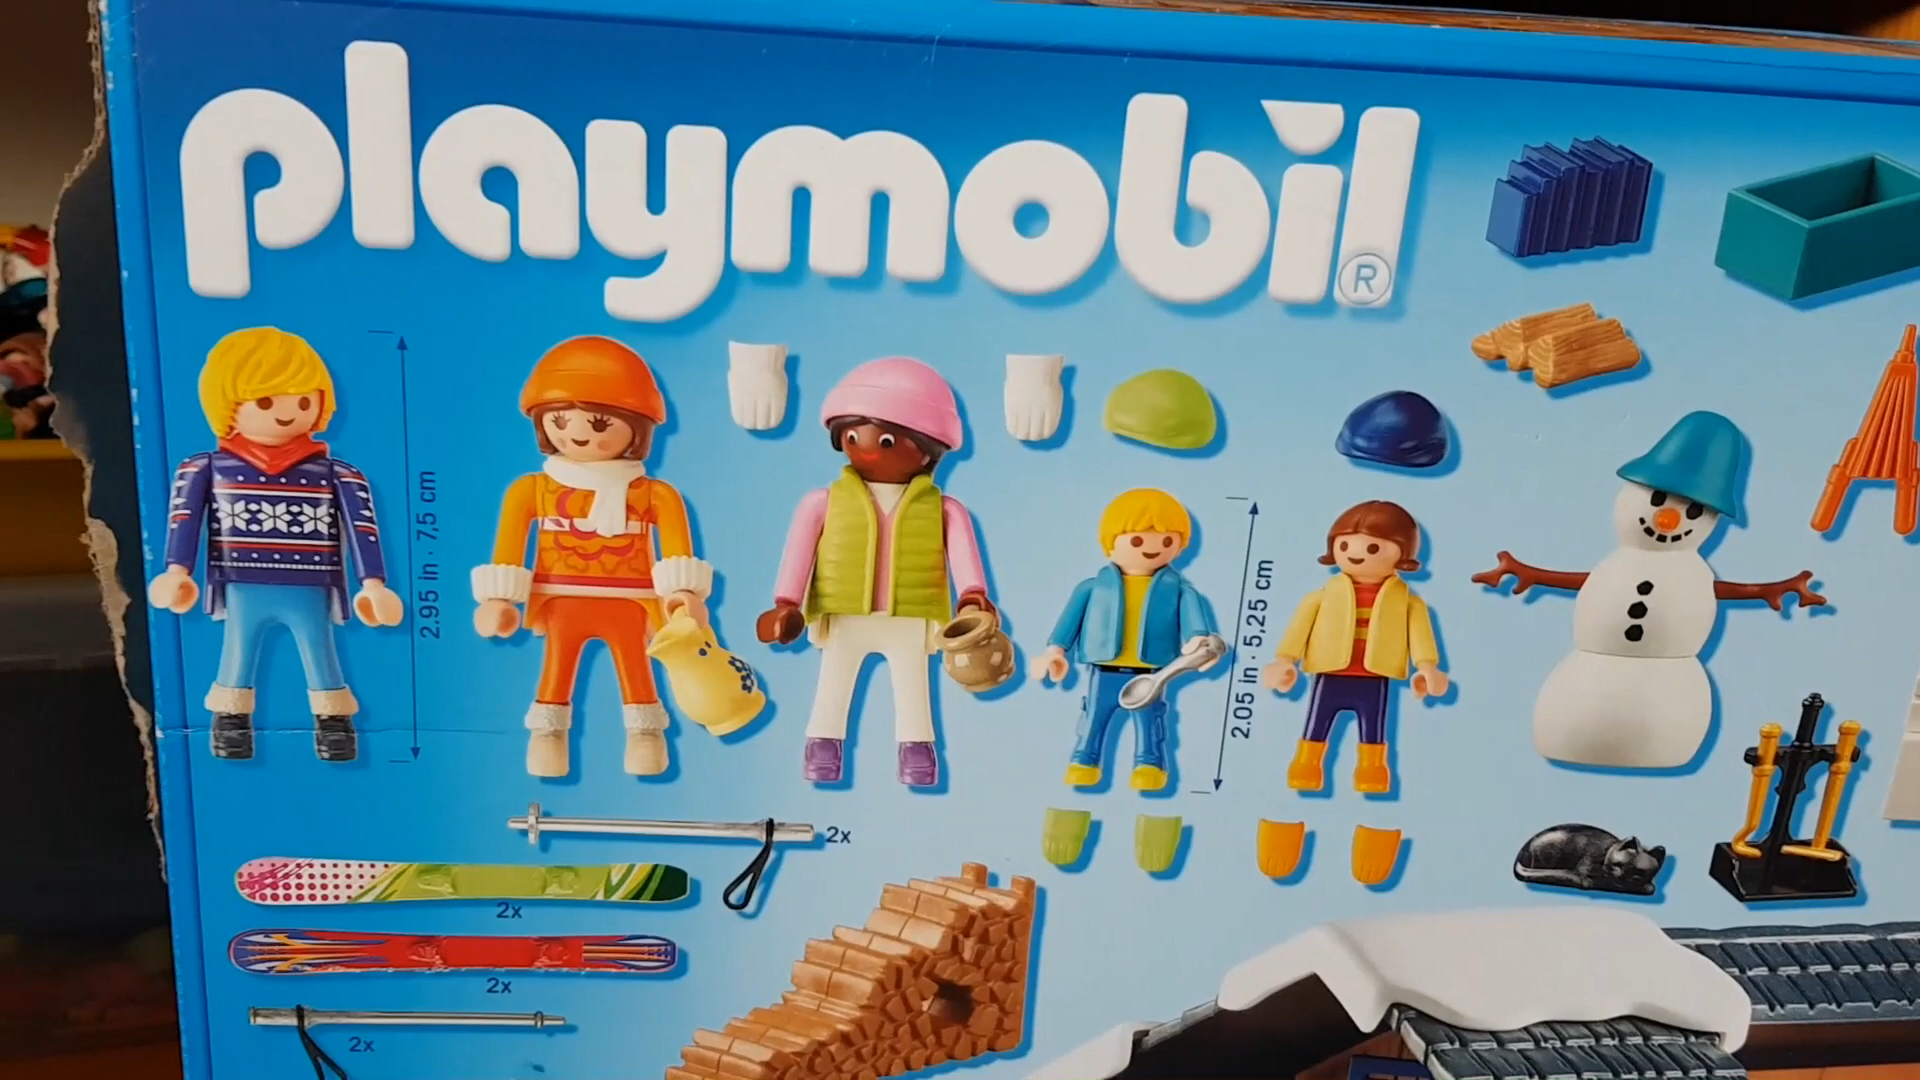 playmobil
®
2.95 in · 7,5 cm
2.05 in · 5,25 cm
2x
2x
2x
2x